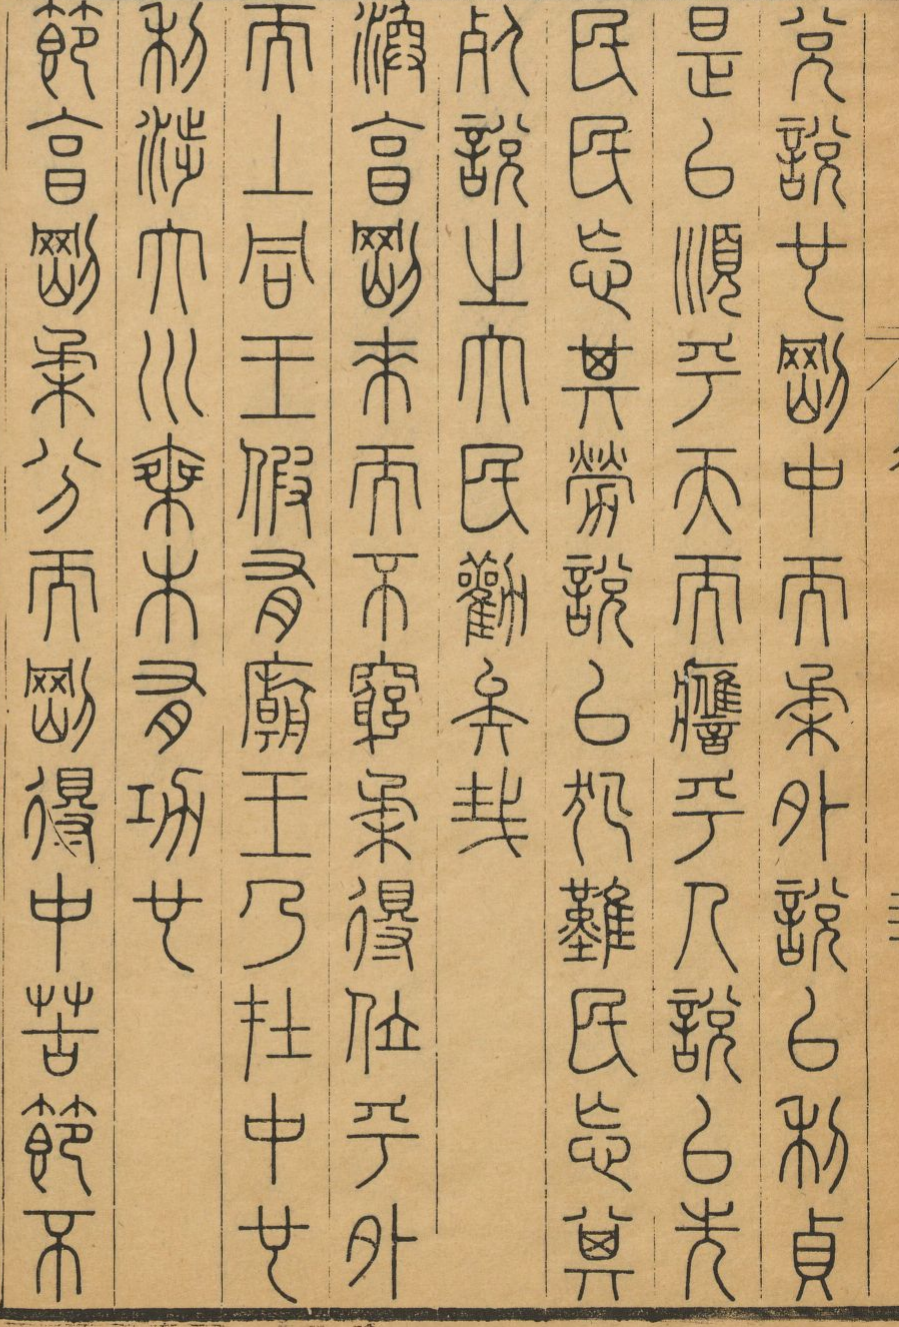 兌說也剛中而柔外說以利貞
是以順乎天而應乎人說以先
民民忘其勞說以犯難民忘其
死說之大民勸矣哉
渙亨剛來而不窮柔得位乎外
而上同王假有廟王乃在中也
利涉大川乘木有功也
節亨剛柔分而剛得中苦節不